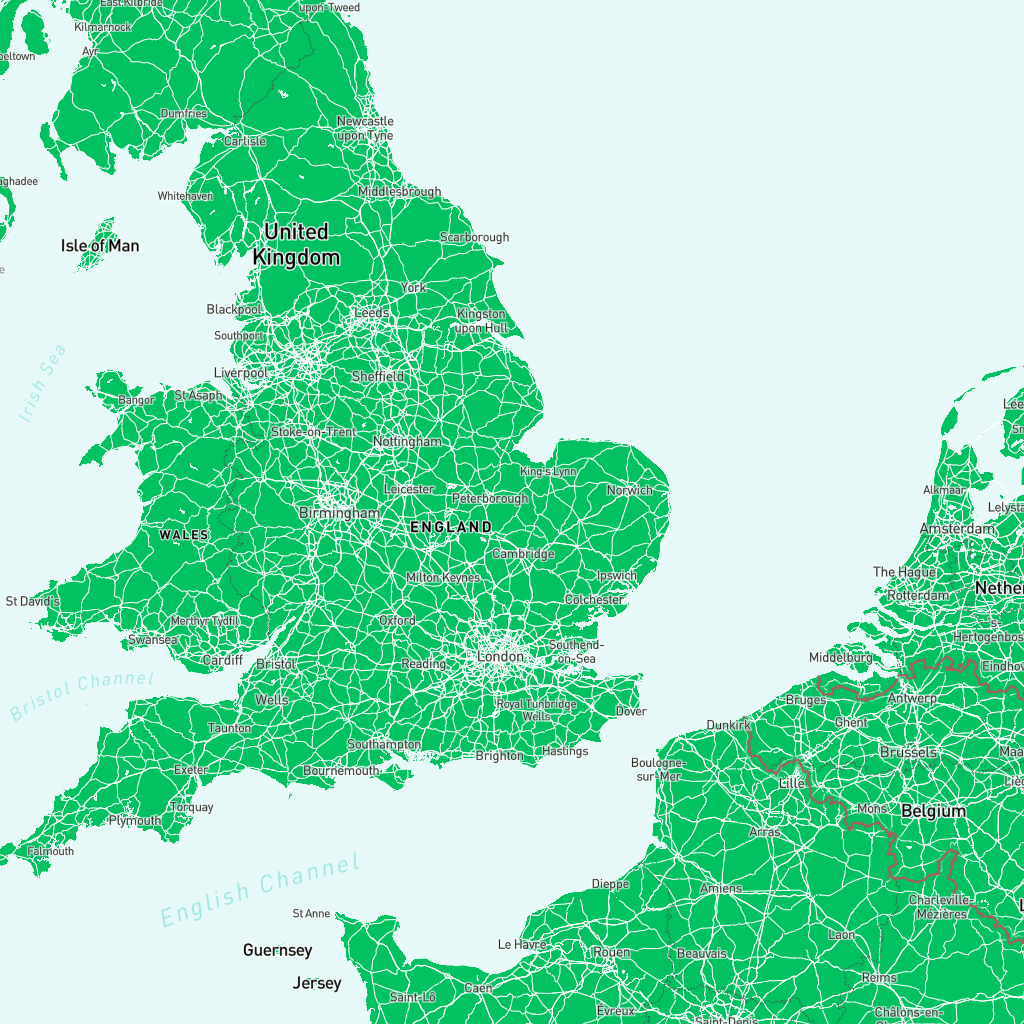 East Kilbride
upon-Tweed
Kilmarnock
Ayr
Dumfries
Newcastle
upon Tyne
Carlisle
Middlesbrough
Whitehaven
United
Kingdom
Isle of Man
Scarborough
York
Blackpool
Leeds
Kingston
upon Hull
Southport
Liverpool
Sheffield
Irish Sea
Bangor
St Asaph
Stoke-on-Trent
Nottingham
King's Lynn
Leicester
Peterborough
Norwich
Alkmaar
Birmingham
ENGLAND
WALES
Amsterdam
Cambridge
Milton Keynes
Ipswich
The Hague
Colchester
Rotterdam
St David's
Merthyr Tydfil
Oxford
Swansea
Cardiff
Bristol
Reading
London
Southend-
on-Sea
Middelburg
Bristol Channel
Wells
Royal Tunbridge
Wells
Dover
Bruges
Antwerp
Taunton
Dunkirk
Ghent
Southampton
Brighton
Hastings
Brussels
Exeter
Bournemouth
Boulogne-
sur-Mer
Lille
Torquay
Plymouth
Mons
Belgium
Arras
Falmouth
English Channel
Dieppe
Amiens
Charleville-
Mézières
St Anne
Laon
Guernsey
Le Havre
Rouen
Beauvais
Jersey
Saint-Lô
Caen
Reims
Évreux
Saint-Denis
Châlons-en-